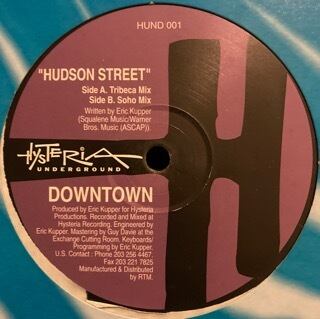 HUND 001
"HUDSON STREET"
Side A. Tribeca Mix
Side B. Soho Mix
Written by Eric Kupper
(Squalene Music/Warner
Bros. Music (ASCAP)).
HYSTERIA
UNDERGROUND
DOWNTOWN
Produced by Eric Kupper for Hysteria
Productions. Recorded and Mixed at
Hysteria Recording. Engineered by
Eric Kupper. Mastering by Guy Davie at the
Exchange Cutting Room. Keyboards/
Programming by Eric Kupper.
U.S. Contact : Phone 203 256 4467.
Fax 203 221 7825
Manufactured & Distributed
by RTM.